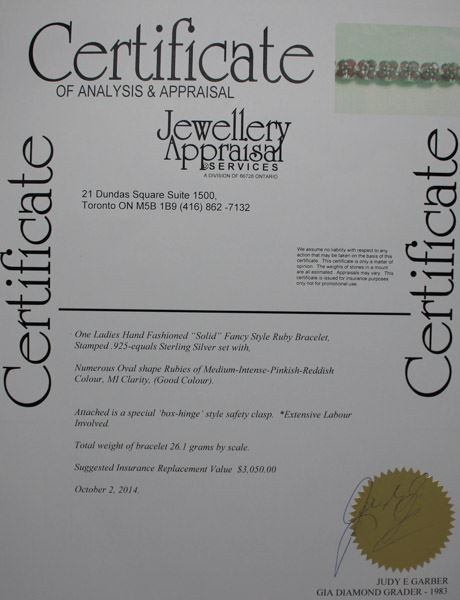 Certificate
OF ANALYSIS & APPRAISAL
Jewellery
Appraisal
SERVICES
A DIVISION OF 66728 ONTARIO
21 Dundas Square Suite 1500,
Toronto ON M5B 1B9 (416) 862 -7132
Certificate
Certificate
We assume no liability with respect to any
action that may be taken on the basis of this
certificate. This certificate is only a matter of
opinion. The weights of stones in a mount
are all estimated. Appraisals may vary. This
certificate is issued for insurance purposes
only not for promotional use.
One Ladies Hand Fashioned "Solid" Fancy Style Ruby Bracelet,
Stamped .925-equals Sterling Silver set with,
Numerous Oval shape Rubies of Medium-Intense-Pinkish-Reddish
Colour, MI Clarity, (Good Colour).
Attached is a special 'box-hinge' style safety clasp. *Extensive Labour
Involved.
Total weight of bracelet 26.1 grams by scale.
Suggested Insurance Replacement Value $3,050.00
October 2, 2014.
JUDY E GARBER
GIA DIAMOND GRADER - 1983